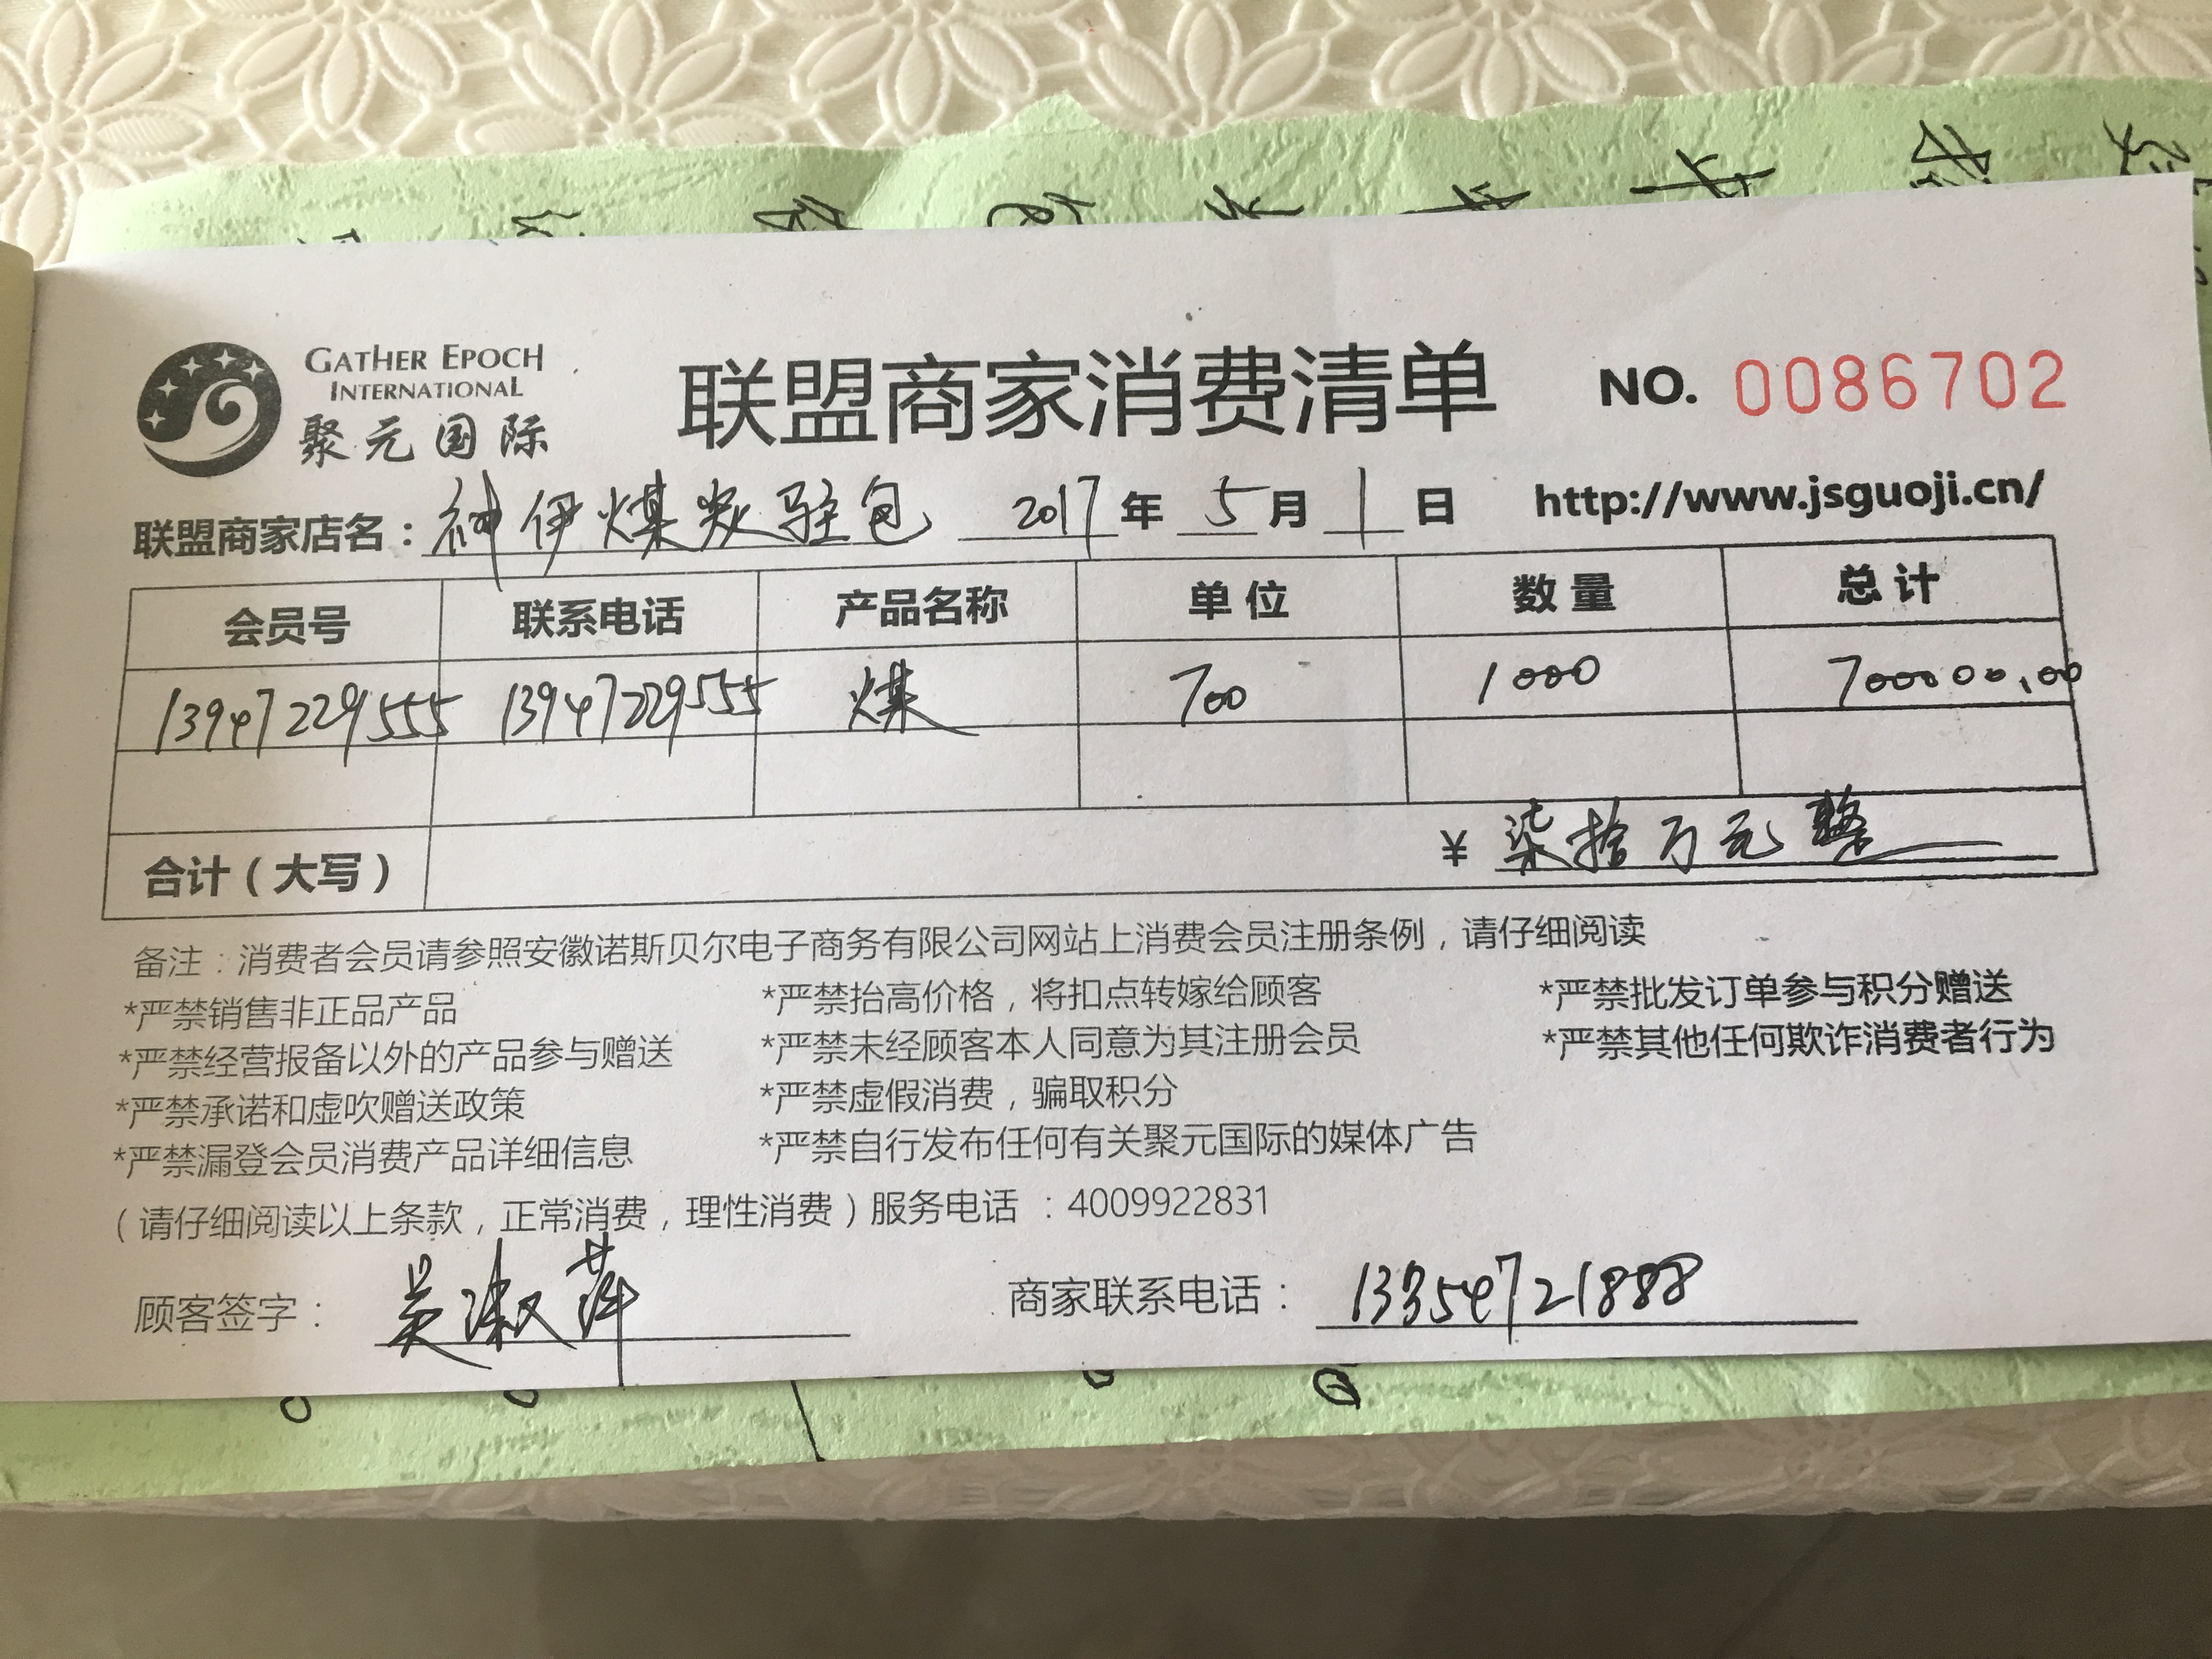 GATHER EPOCH
INTERNATIONAL
聚元国际
联盟商家消费清单 NO. 0086702
联盟商家店名：神伊煤炭驻包 2017年5月1日 http://www.jsguoji.cn/
会员号 联系电话 产品名称 单位 数量 总计
13947229555 13947229555 煤 700 1000
合计（大写） ¥ 柒拾万元整
备注：消费者会员请参照安徽诺斯贝尔电子商务有限公司网站上消费会员注册条例，请仔细阅读
*严禁销售非正品产品 *严禁抬高价格，将扣点转嫁给顾客 *严禁批发订单参与积分赠送
*严禁经营报备以外的产品参与赠送 *严禁未经顾客本人同意为其注册会员 *严禁其他任何欺诈消费者行为
*严禁承诺和虚吹赠送政策 *严禁虚假消费，骗取积分
*严禁漏登会员消费产品详细信息 *严禁自行发布任何有关聚元国际的媒体广告
（请仔细阅读以上条款，正常消费，理性消费）服务电话：4009922831
顾客签字： 商家联系电话：